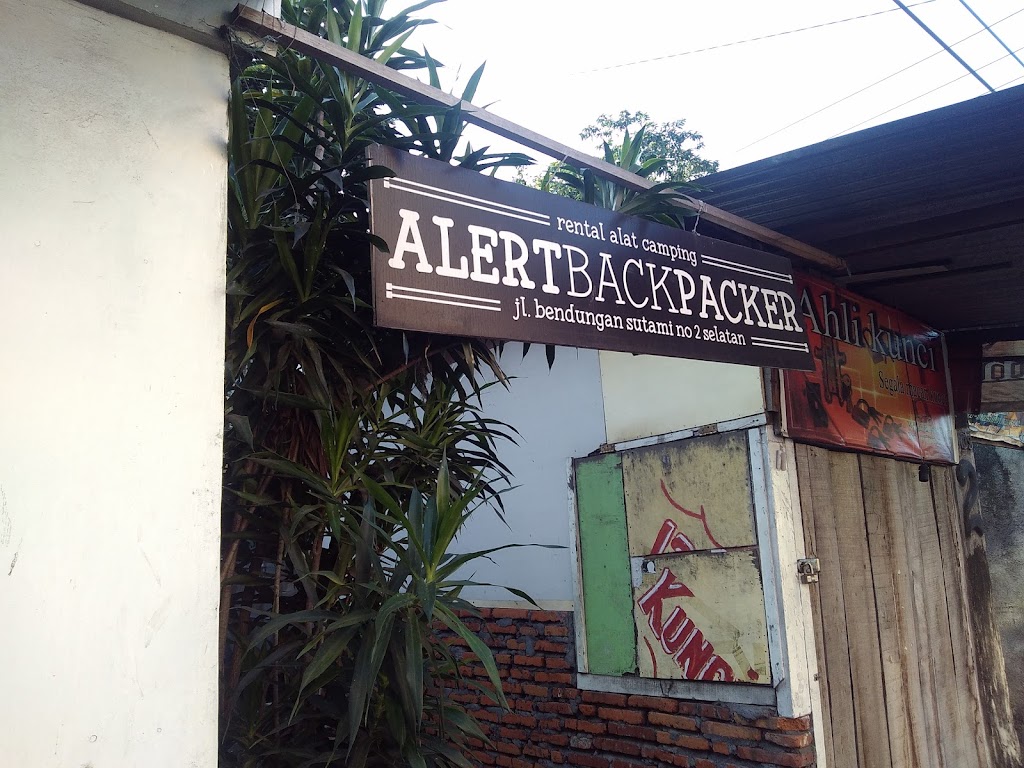 rental alat camping
ALERTBACKPACKER
jl. bendungan sutami no 2 selatan
Ahli kunci
KUNC